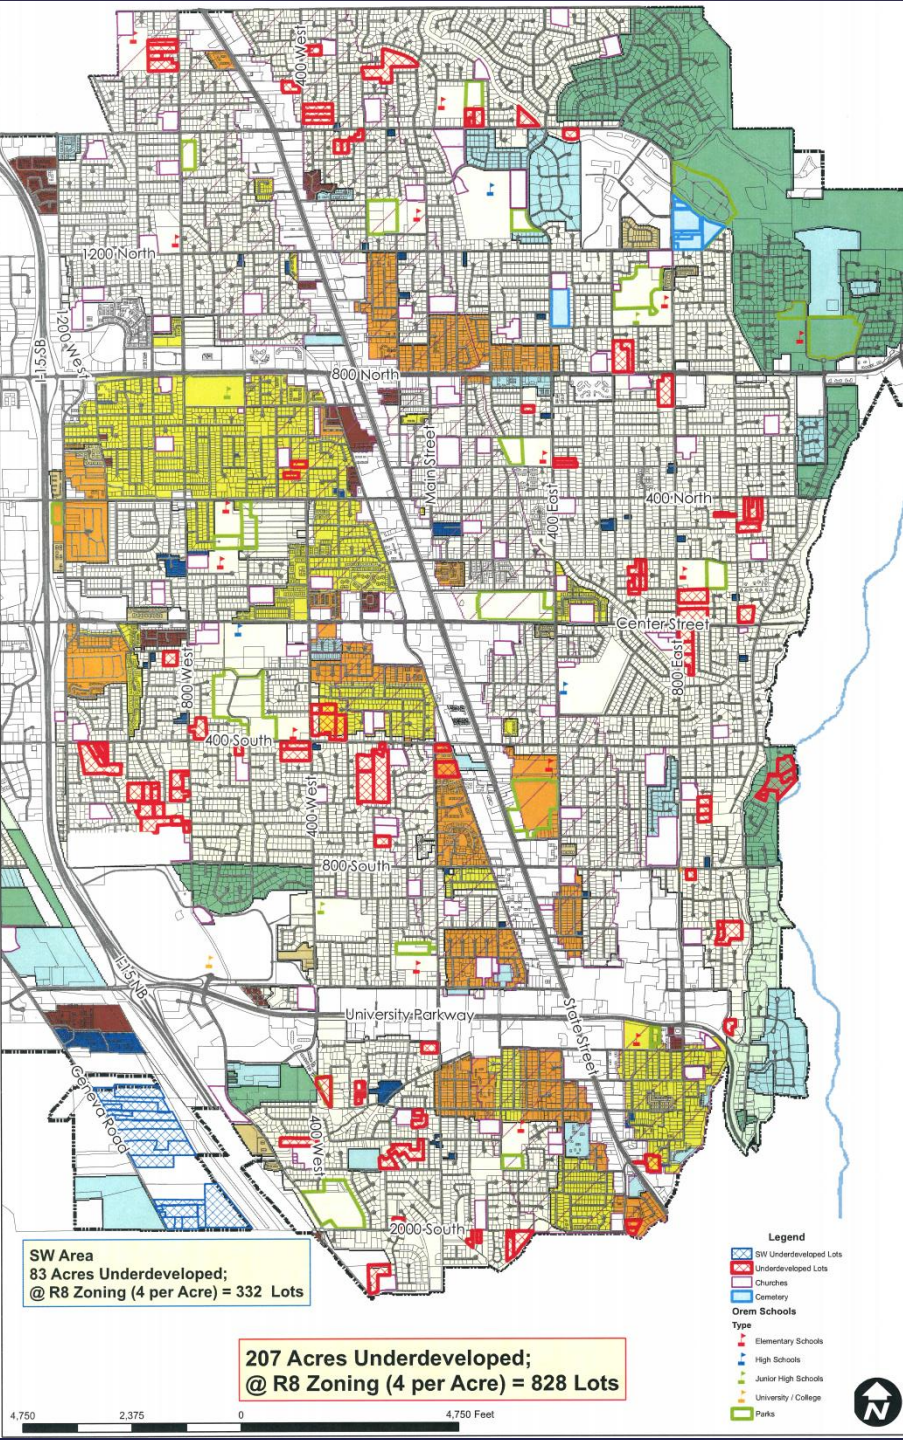 400 West
1200 North
I-15 SB
1200 West
800 North
Main Street
400 East
400 North
Center Street
800 East
800 West
400 South
400 West
800 South
I-15 NB
University Parkway
State Street
Geneva Road
400 West
2000 South
SW Area
83 Acres Underdeveloped;
@ R8 Zoning (4 per Acre) = 332 Lots
207 Acres Underdeveloped;
@ R8 Zoning (4 per Acre) = 828 Lots
Legend
SW Underdeveloped Lots
Underdeveloped Lots
Churches
Cemetery
Orem Schools
Type
Elementary Schools
High Schools
Junior High Schools
University / College
Parks
N
4,750 2,375 0 4,750 Feet